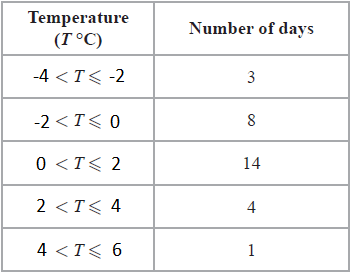 Temperature Number of days
(T °C)
-4 < T ⩽ -2 3
-2 < T ⩽ 0 8
0 < T ⩽ 2 14
2 < T ⩽ 4 4
4 < T ⩽ 6 1